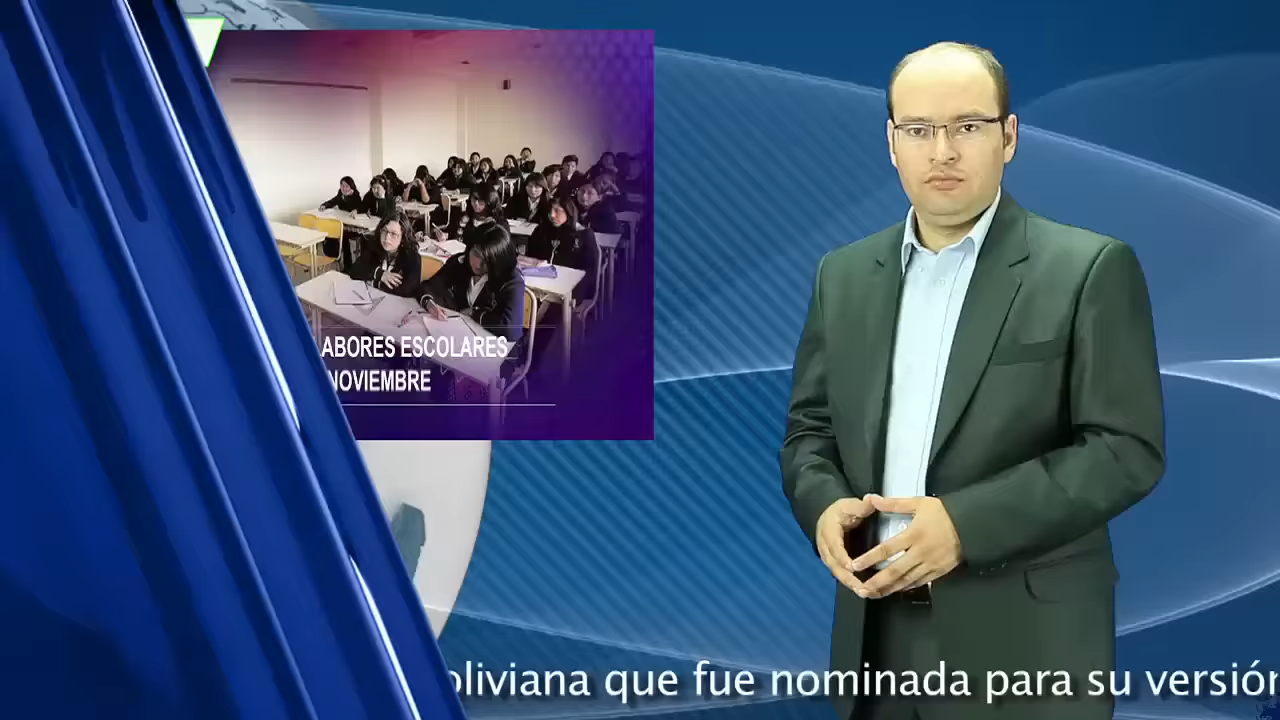 ABORES ESCOLARES
NOVIEMBRE
oliviana que fue nominada para su versión